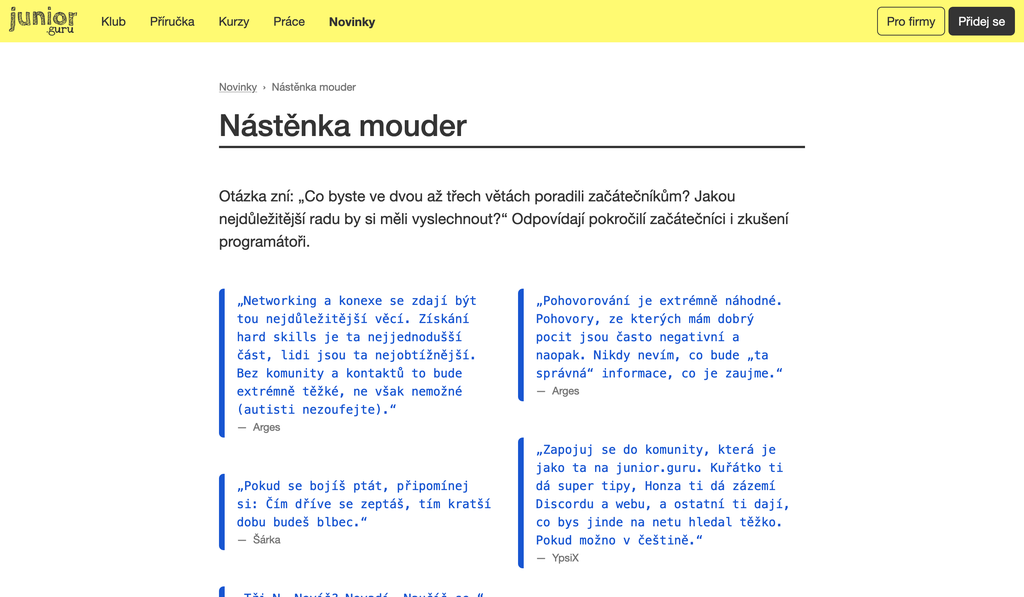 junior
.guru
Klub
Příručka
Kurzy
Práce
Novinky
Pro firmy
Přidej se
Novinky › Nástěnka mouder
Nástěnka mouder
Otázka zní: „Co byste ve dvou až třech větách poradili začátečníkům? Jakou
nejdůležitější radu by si měli vyslechnout?“ Odpovídají pokročilí začátečníci i zkušení
programátoři.
„Networking a konexe se zdají být
tou nejdůležitější věcí. Získání
hard skills je ta nejjednodušší
část, lidi jsou ta nejobtížnější.
Bez komunity a kontaktů to bude
extrémně těžké, ne však nemožné
(autisti nezoufejte).“
— Arges
„Pokud se bojíš ptát, připomínej
si: Čím dříve se zeptáš, tím kratší
dobu budeš blbec.“
— Šárka
„Pohovorování je extrémně náhodné.
Pohovory, ze kterých mám dobrý
pocit jsou často negativní a
naopak. Nikdy nevím, co bude „ta
správná“ informace, co je zaujme.“
— Arges
„Zapojuj se do komunity, která je
jako ta na junior.guru. Kuřátko ti
dá super tipy, Honza ti dá zázemí
Discordu a webu, a ostatní ti dají,
co bys jinde na netu hledal těžko.
Pokud možno v češtině.“
— YpsiX